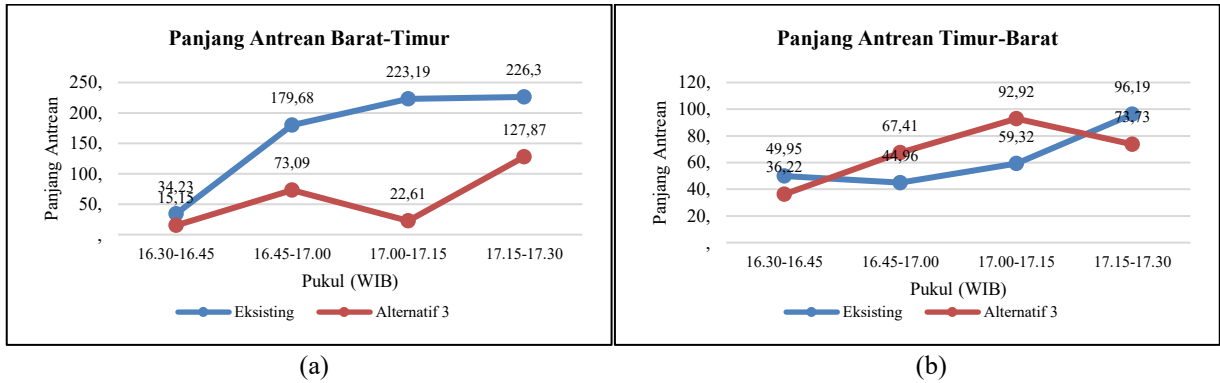 Panjang Antrean Barat-Timur
Panjang Antrean
250,
200,
150,
100,
50,
,
34,23
15,15
179,68
73,09
223,19
22,61
226,3
127,87
16.30-16.45 16.45-17.00 17.00-17.15 17.15-17.30
Pukul (WIB)
Eksisting Alternatif 3
(a)
Panjang Antrean Timur-Barat
Panjang Antrean
120,
100,
80,
60,
40,
20,
,
49,95
36,22
67,41
44,96
92,92
59,32
96,19
73,73
16.30-16.45 16.45-17.00 17.00-17.15 17.15-17.30
Pukul (WIB)
Eksisting Alternatif 3
(b)